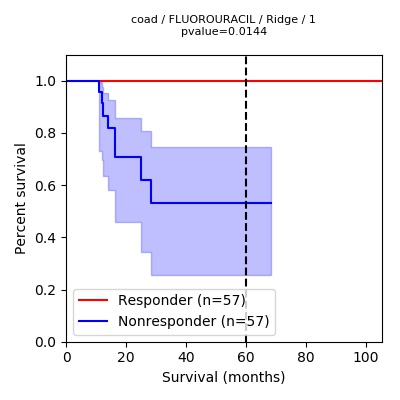 coad / FLUOROURACIL / Ridge / 1
pvalue=0.0144
1.0
0.8
0.6
0.4
0.2
0.0
Percent survival
Responder (n=57)
Nonresponder (n=57)
0
20
40
60
80
100
Survival (months)